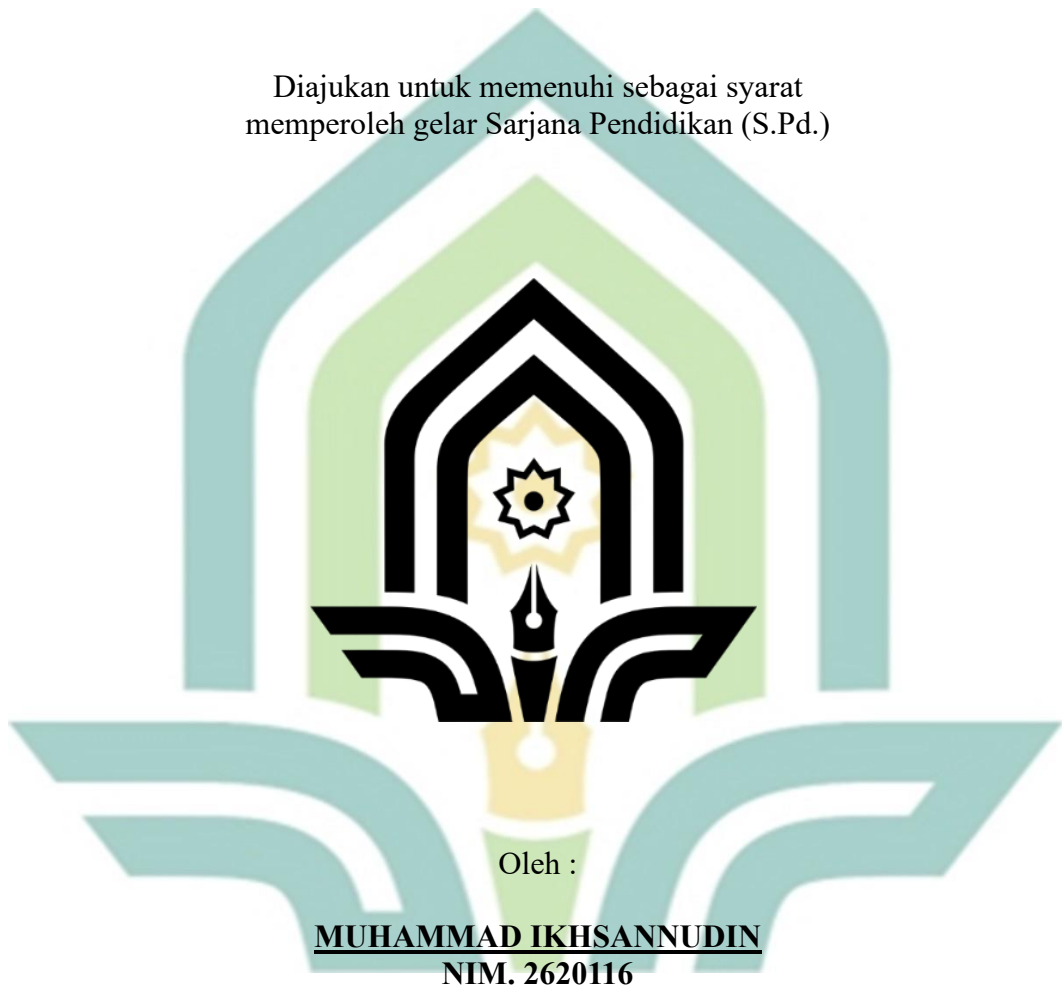 Diajukan untuk memenuhi sebagai syarat
memperoleh gelar Sarjana Pendidikan (S.Pd.)
Oleh :
MUHAMMAD IKHSANNUDIN
NIM. 2620116